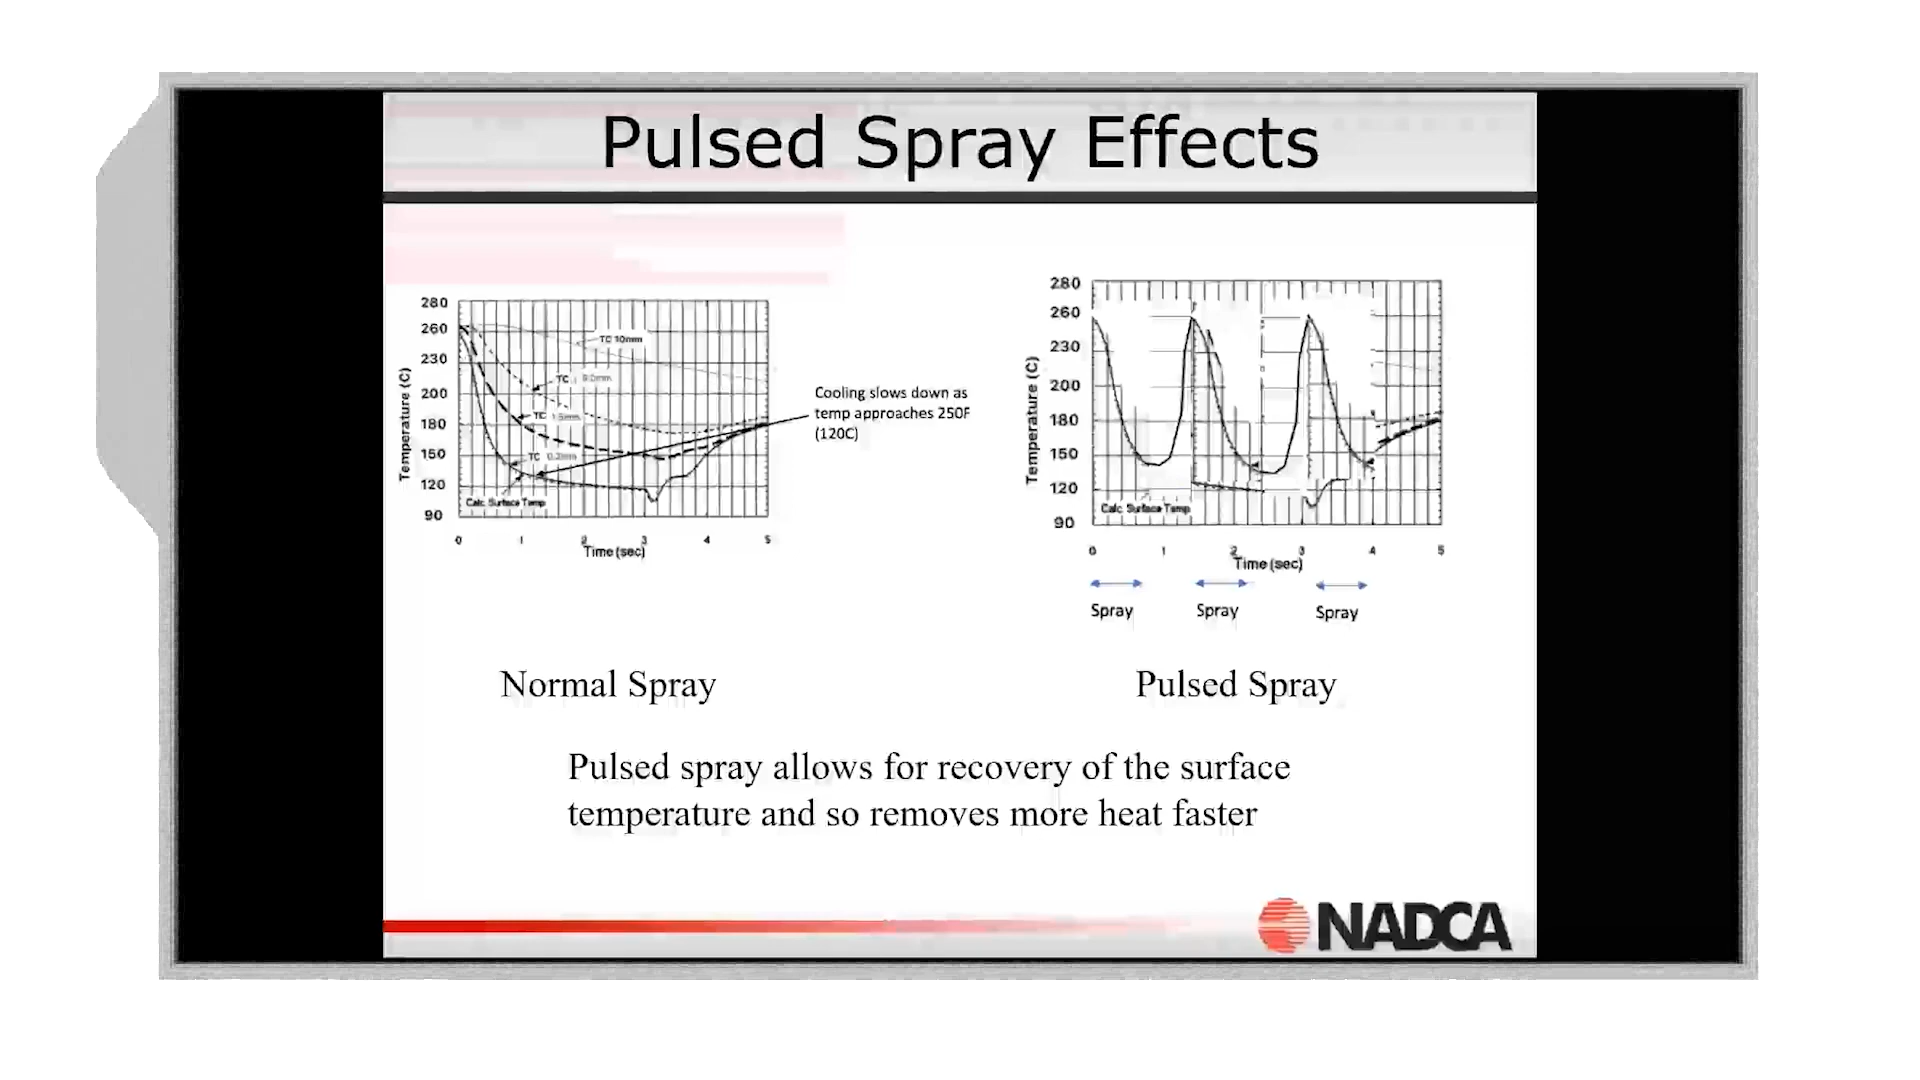 Pulsed Spray Effects
280
260
230
200
180
150
120
90
Temperature (C)
TC 10mm
TC
TC
TC 0.2mm
Calc. Surface Temp
0 1 2 3 4 5
Time (sec)
Cooling slows down as
temp approaches 250F
(120C)
280
260
230
200
180
150
120
90
Temperature (C)
Calc. Surface Temp
0 1 2 3 4 5
Time (sec)
Spray Spray Spray
Normal Spray
Pulsed Spray
Pulsed spray allows for recovery of the surface
temperature and so removes more heat faster
NADCA